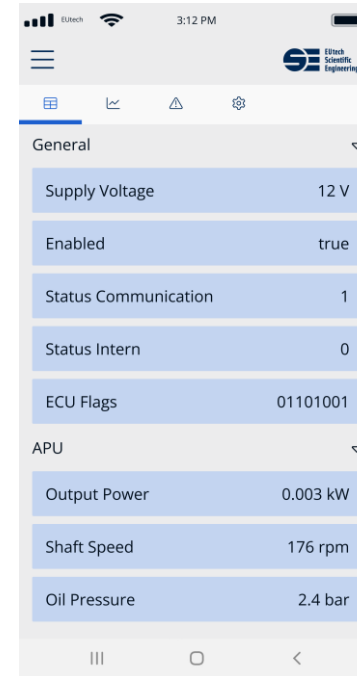 EUtech 3:12 PM
EUtech
Scientific
Engineering
General
Supply Voltage 12 V
Enabled true
Status Communication 1
Status Intern 0
ECU Flags 01101001
APU
Output Power 0.003 kW
Shaft Speed 176 rpm
Oil Pressure 2.4 bar